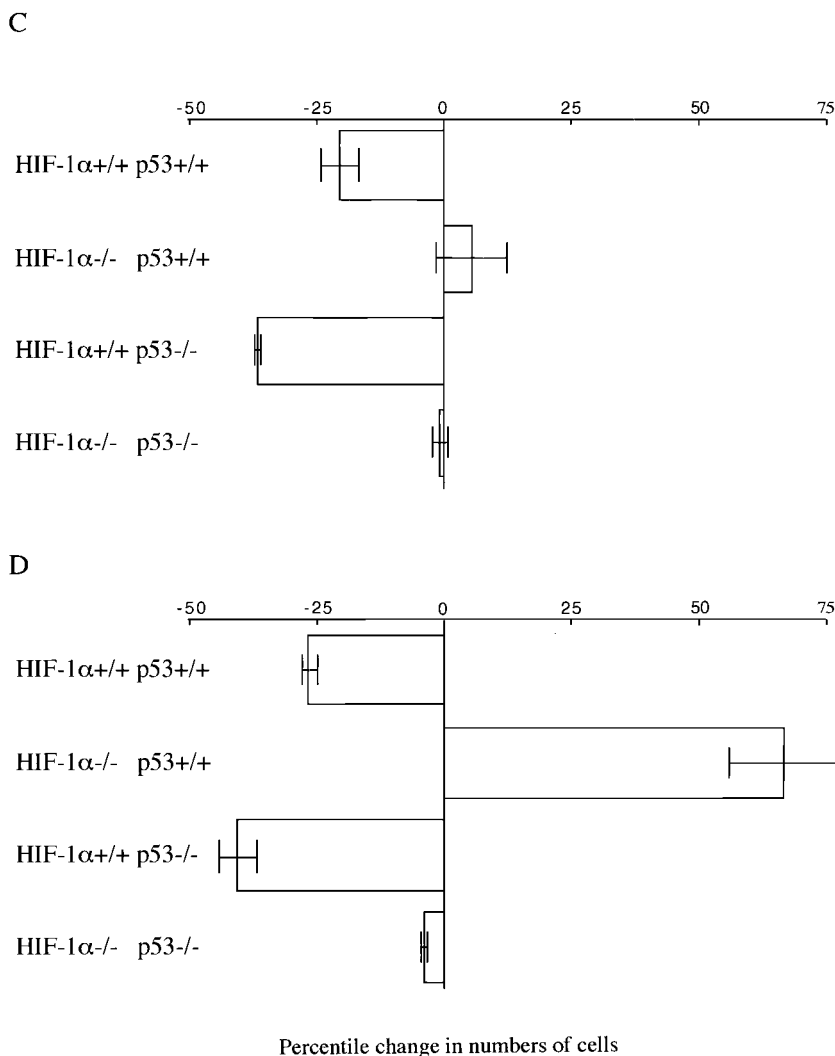 C
-50 -25 0 25 50 75
HIF-1α+/+ p53+/+
HIF-1α-/- p53+/+
HIF-1α+/+ p53-/-
HIF-1α-/- p53-/-
D
-50 -25 0 25 50 75
HIF-1α+/+ p53+/+
HIF-1α-/- p53+/+
HIF-1α+/+ p53-/-
HIF-1α-/- p53-/-
Percentile change in numbers of cells